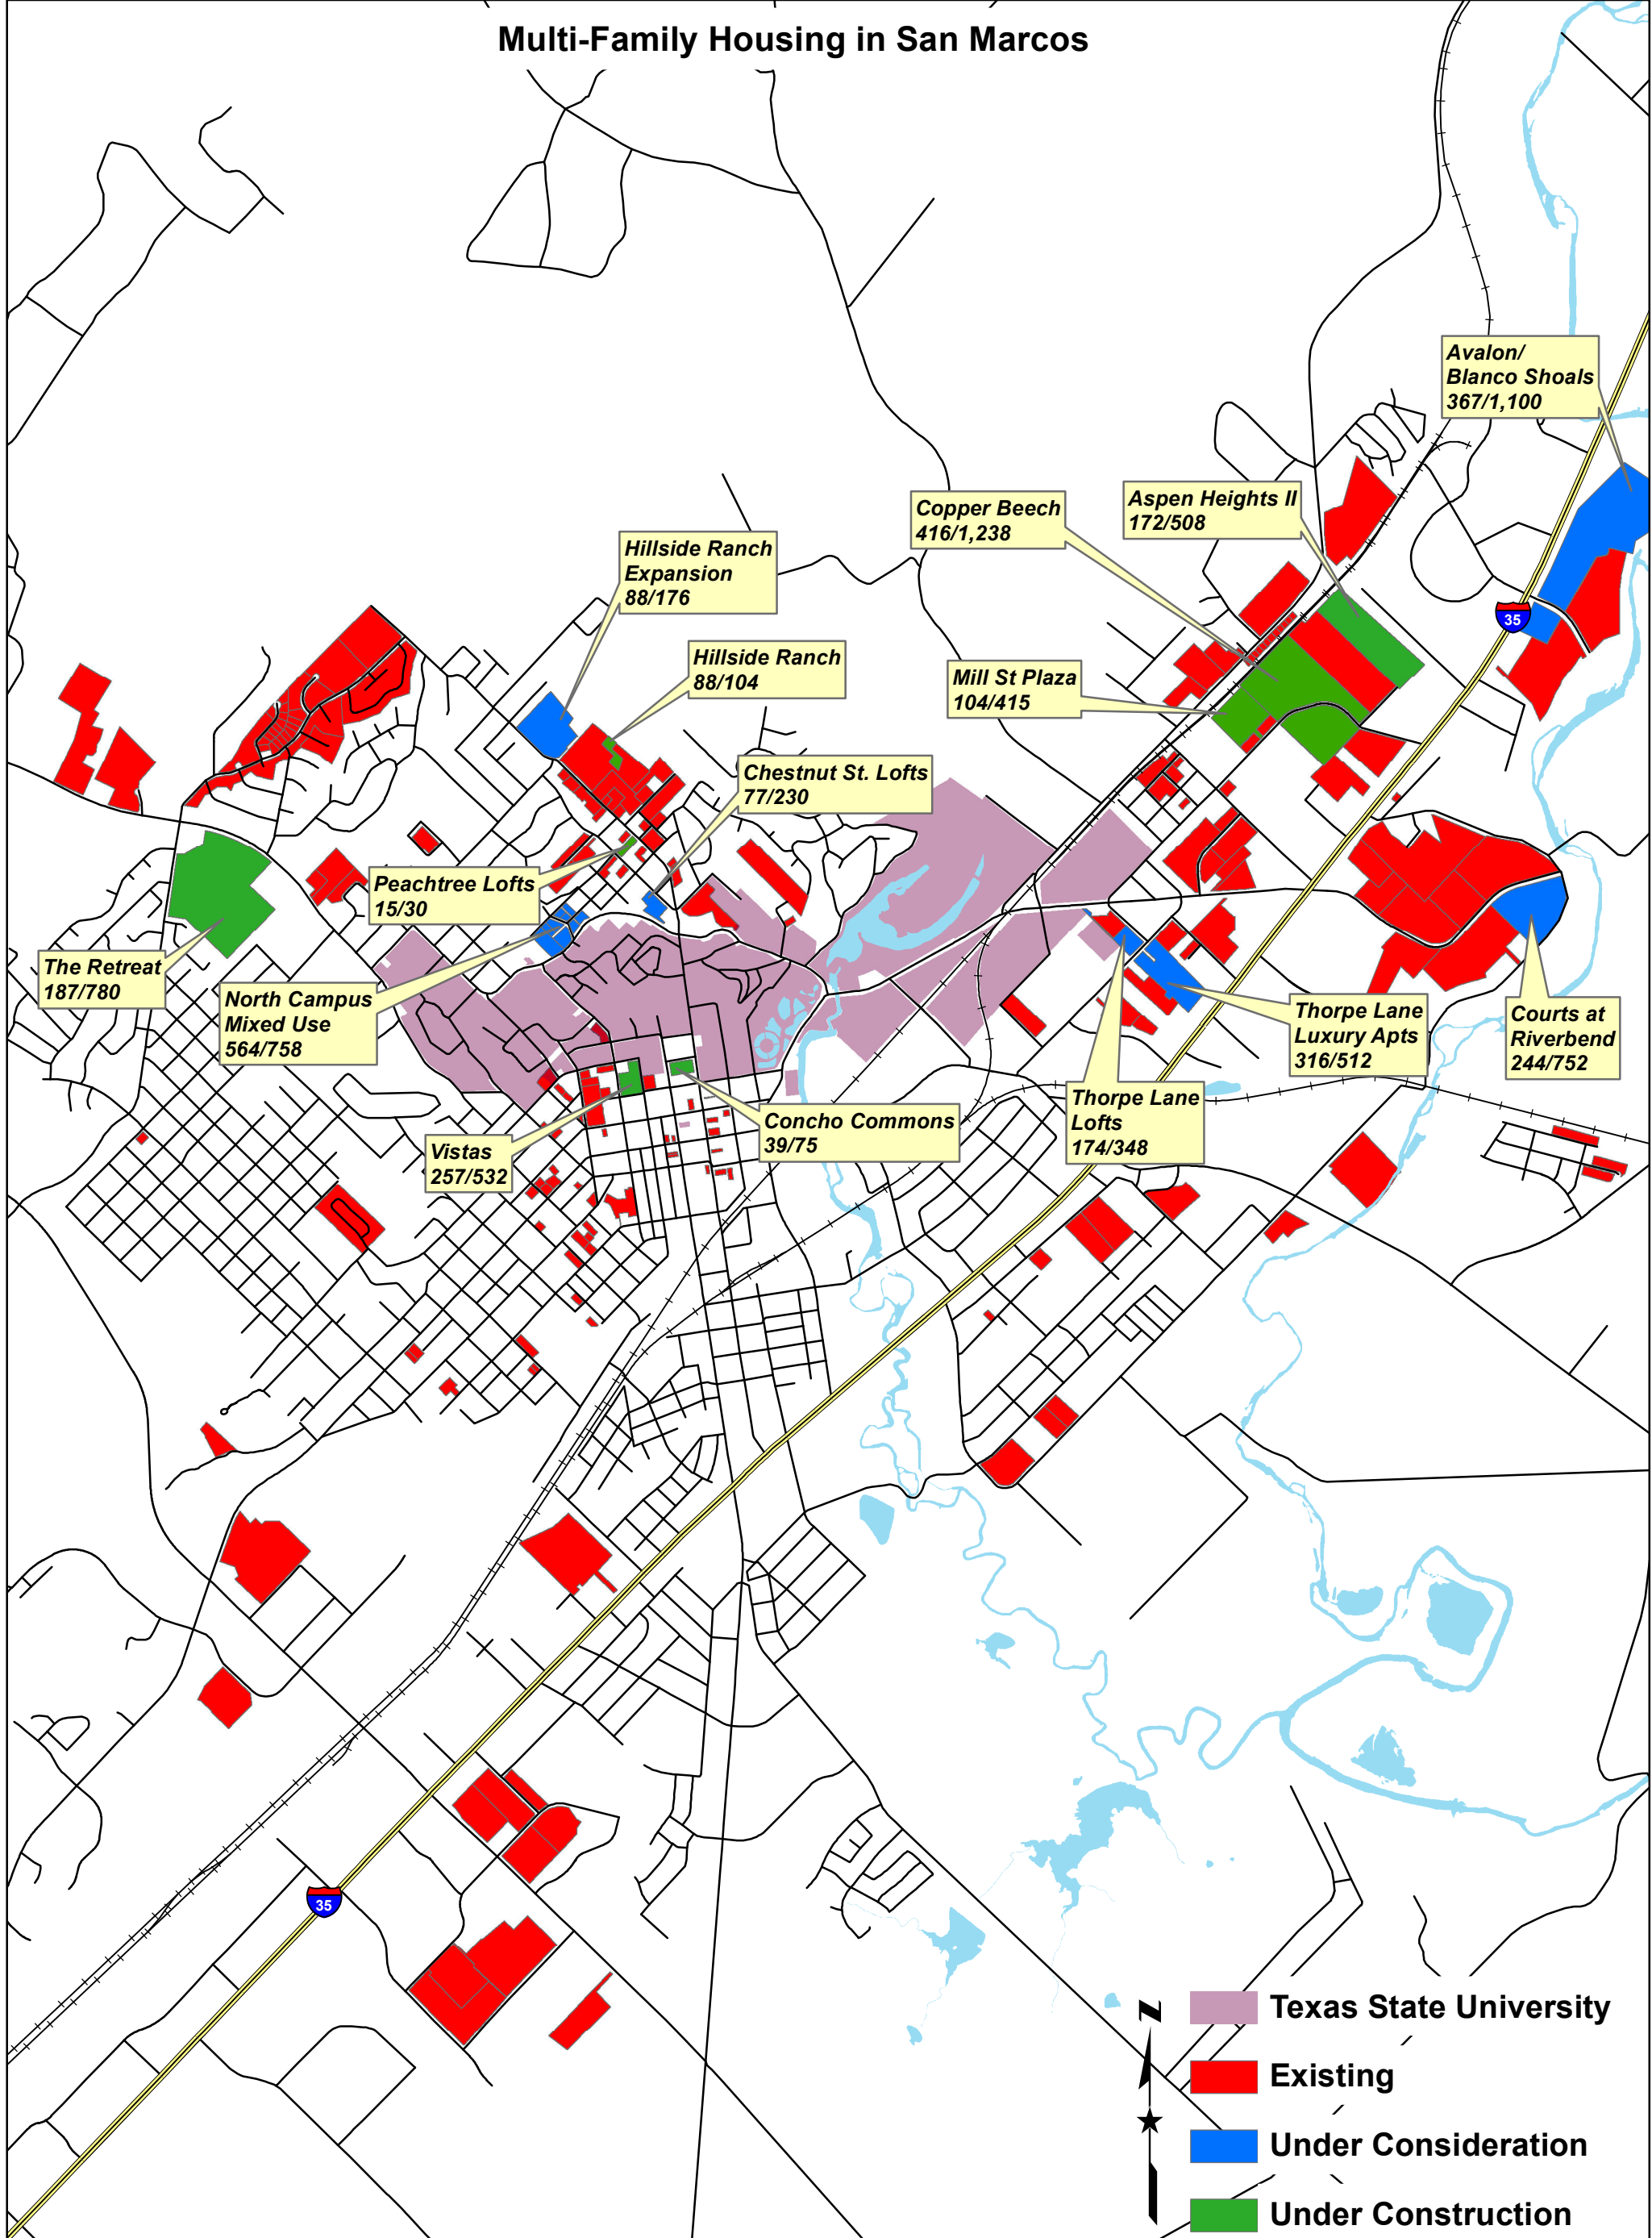 Multi-Family Housing in San Marcos
Avalon/
Blanco Shoals
367/1,100
Copper Beech
416/1,238
Aspen Heights II
172/508
Hillside Ranch
Expansion
88/176
35
Hillside Ranch
88/104
Mill St Plaza
104/415
Chestnut St. Lofts
77/230
Peachtree Lofts
15/30
The Retreat
187/780
North Campus
Mixed Use
564/758
Thorpe Lane
Luxury Apts
316/512
Courts at
Riverbend
244/752
Thorpe Lane
Lofts
174/348
Concho Commons
39/75
Vistas
257/532
35
N
Texas State University
Existing
Under Consideration
Under Construction